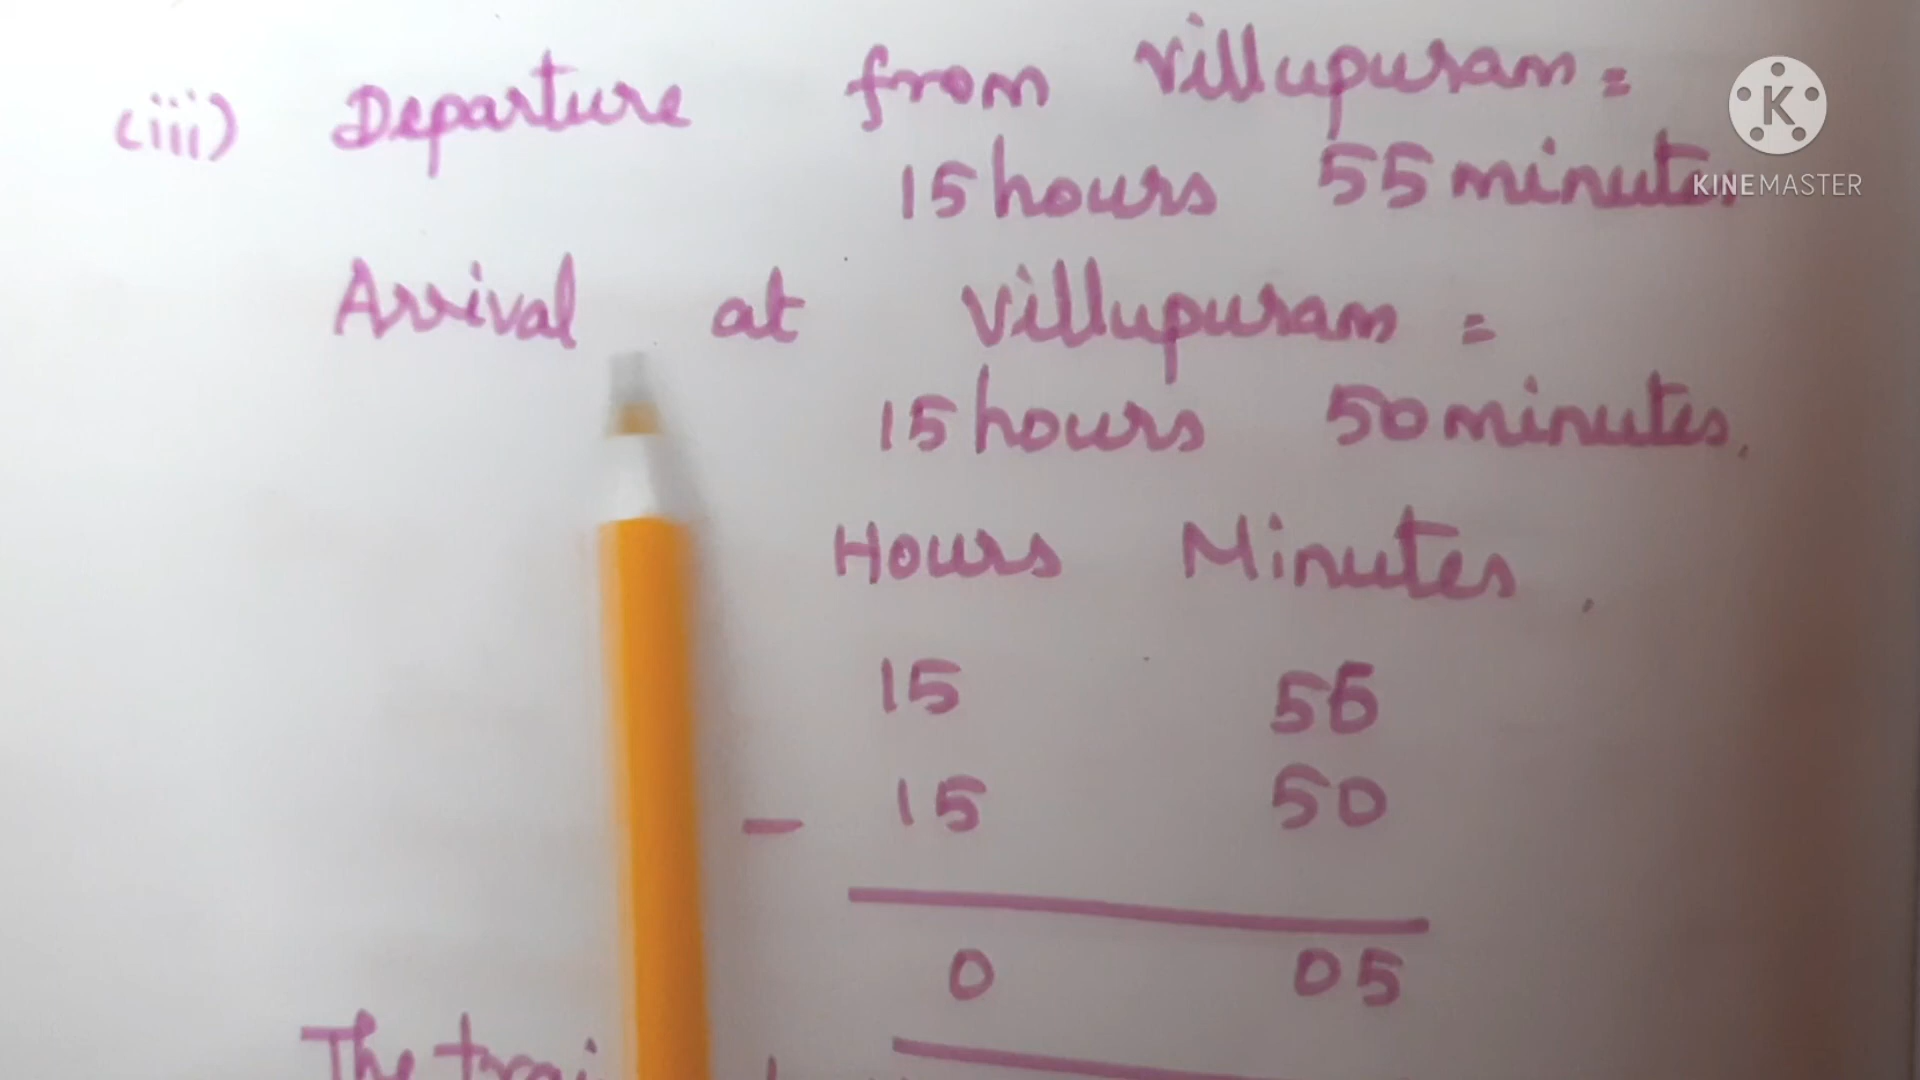 (iii) Departure from Villupuram =
15 hours 55 minutes
Arrival at Villupuram =
15 hours 50 minutes.
Hours Minutes
15 55
- 15 50
0 05
The
K
KINEMASTER